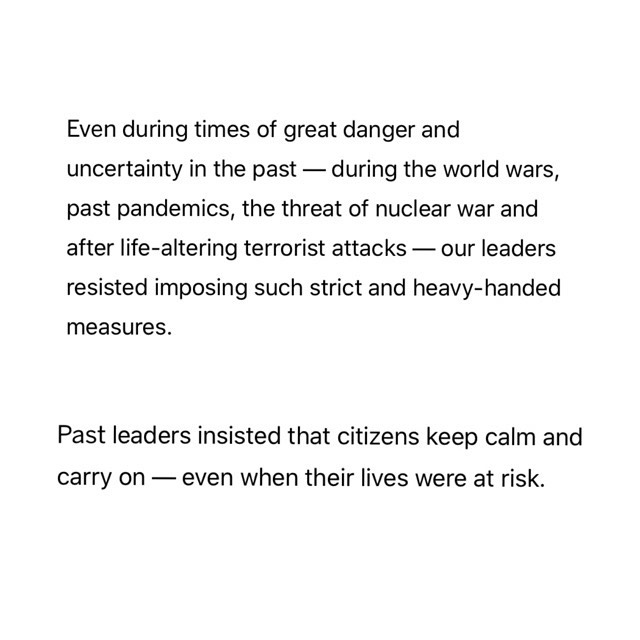 Even during times of great danger and
uncertainty in the past — during the world wars,
past pandemics, the threat of nuclear war and
after life-altering terrorist attacks — our leaders
resisted imposing such strict and heavy-handed
measures.
Past leaders insisted that citizens keep calm and
carry on — even when their lives were at risk.